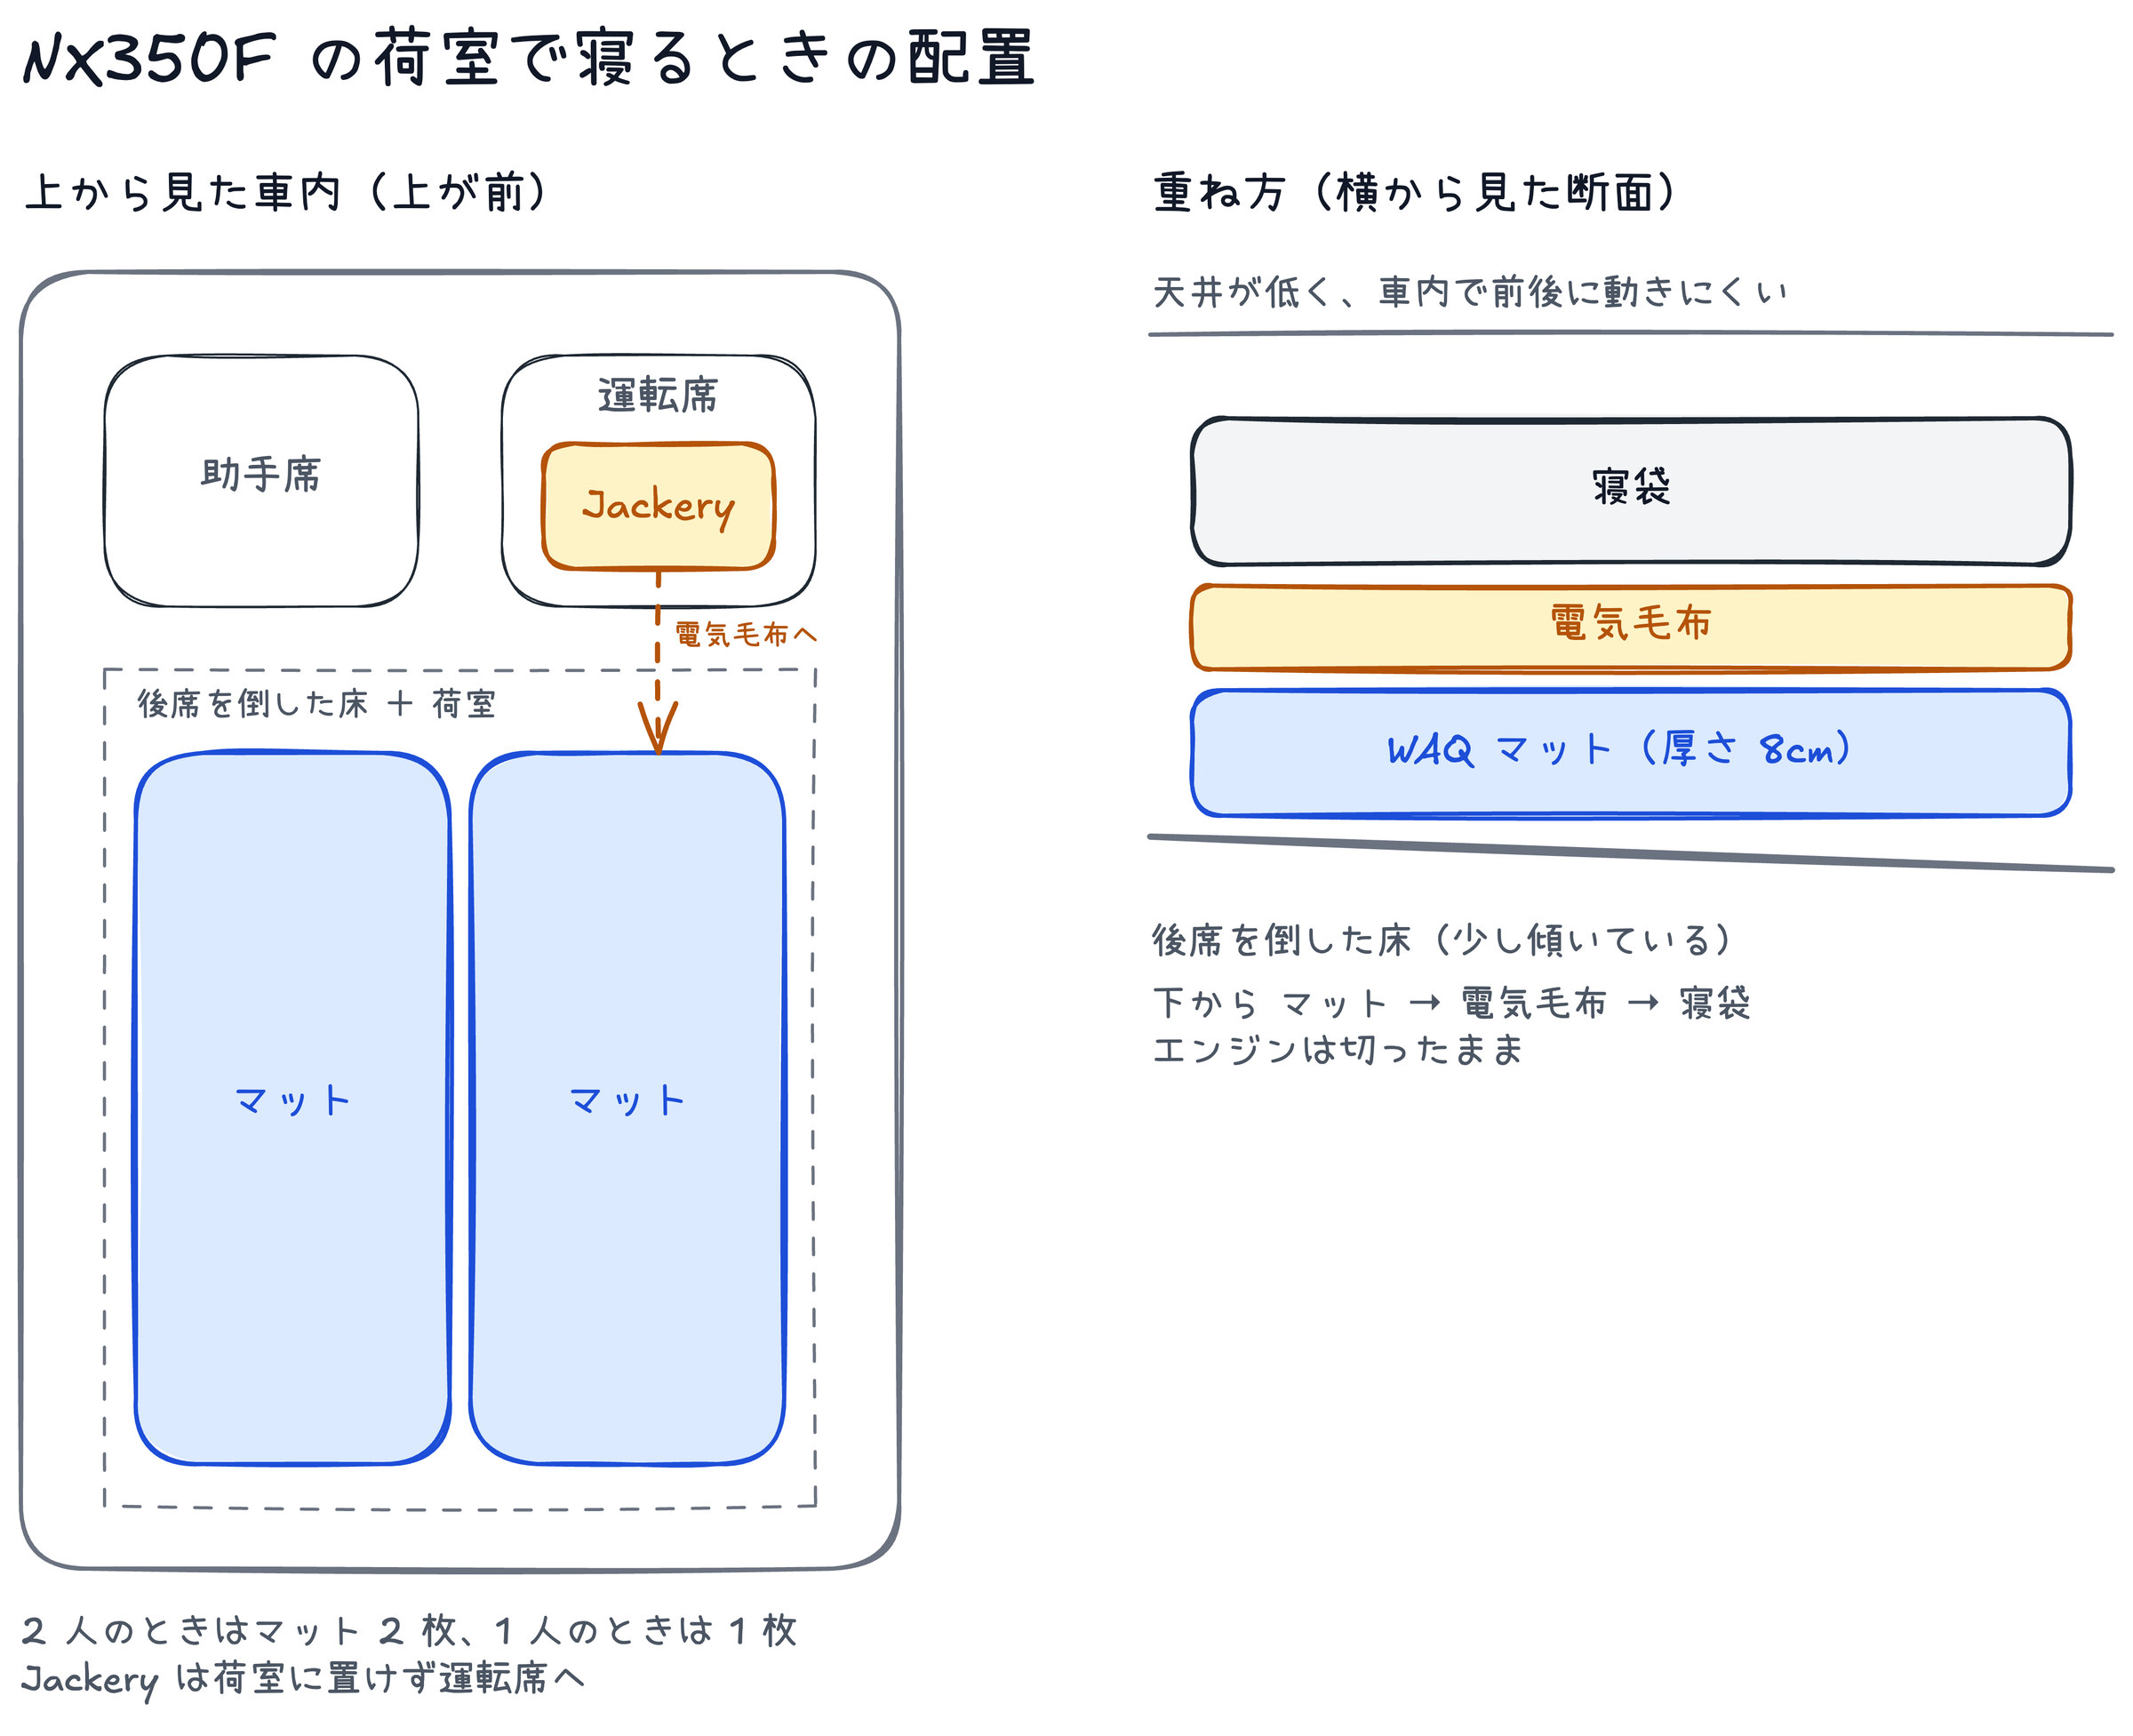 NX350F の荷室で寝るときの配置
上から見た車内（上が前）
助手席
運転席
Jackery
電気毛布へ
後席を倒した床 + 荷室
マット
マット
2 人のときはマット 2 枚、1 人のときは 1 枚
Jackery は荷室に置けず運転席へ
重ね方（横から見た断面）
天井が低く、車内で前後に動きにくい
寝袋
電気毛布
WAQ マット（厚さ 8cm）
後席を倒した床（少し傾いている）
下から マット → 電気毛布 → 寝袋
エンジンは切ったまま